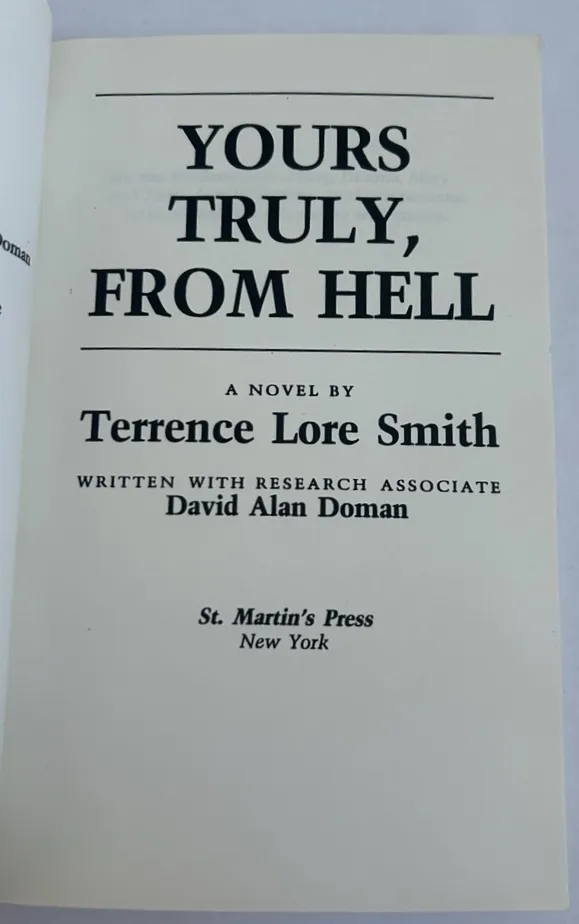 YOURS
TRULY,
FROM HELL
A NOVEL BY
Terrence Lore Smith
WRITTEN WITH RESEARCH ASSOCIATE
David Alan Doman
St. Martin's Press
New York